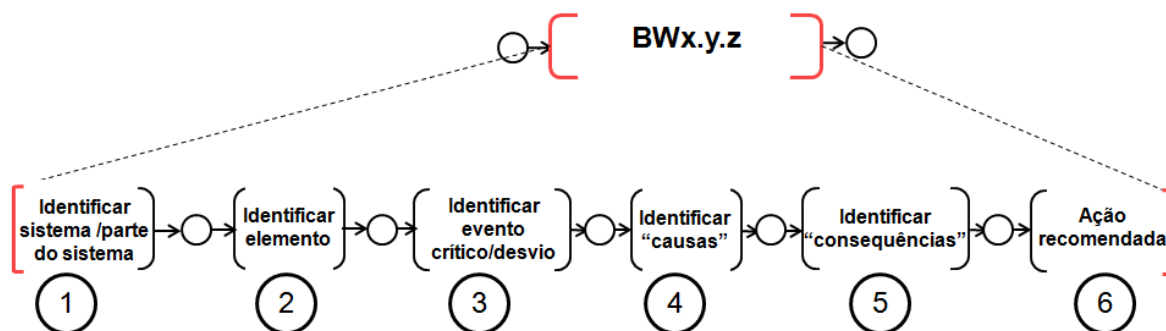 BWx.y.z
Identificar
sistema /parte
do sistema
Identificar
elemento
Identificar
evento
crítico/desvio
Identificar
“causas”
Identificar
“consequências”
Ação
recomendada
1
2
3
4
5
6